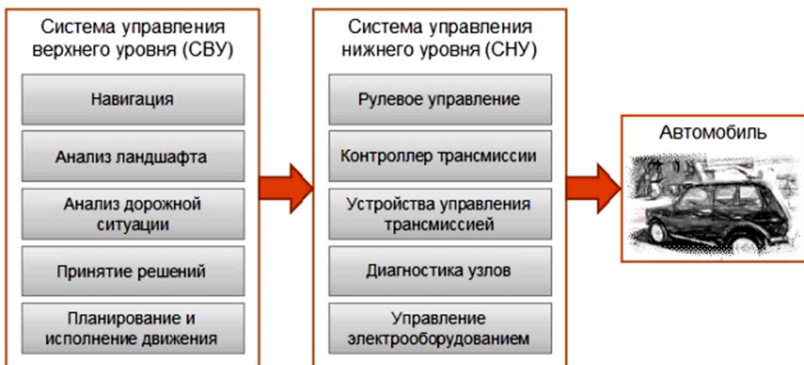 Система управления
верхнего уровня (СВУ)
Навигация
Анализ ландшафта
Анализ дорожной
ситуации
Принятие решений
Планирование и
исполнение движения
Система управления
нижнего уровня (СНУ)
Рулевое управление
Контроллер трансмиссии
Устройства управления
трансмиссией
Диагностика узлов
Управление
электрооборудованием
Автомобиль